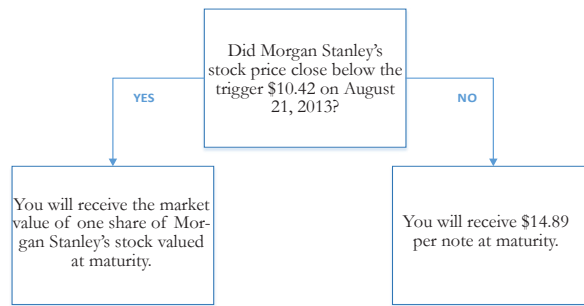 Did Morgan Stanley’s
stock price close below the
trigger $10.42 on August
21, 2013?
YES
NO
You will receive the market
value of one share of Mor-
gan Stanley’s stock valued
at maturity.
You will receive $14.89
per note at maturity.